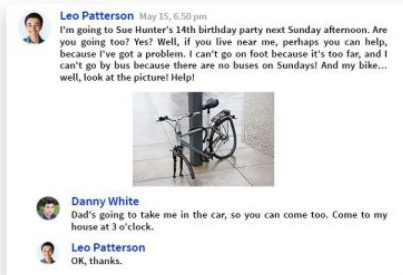 Leo Patterson May 15, 6.50 pm
I'm going to Sue Hunter's 14th birthday party next Sunday afternoon. Are
you going too? Yes? Well, if you live near me, perhaps you can help,
because I've got a problem. I can't go on foot because it's too far, and I
can't go by bus because there are no buses on Sundays! And my bike...
well, look at the picture! Help!
Danny White
Dad's going to take me in the car, so you can come too. Come to my
house at 3 o'clock.
Leo Patterson
OK, thanks.